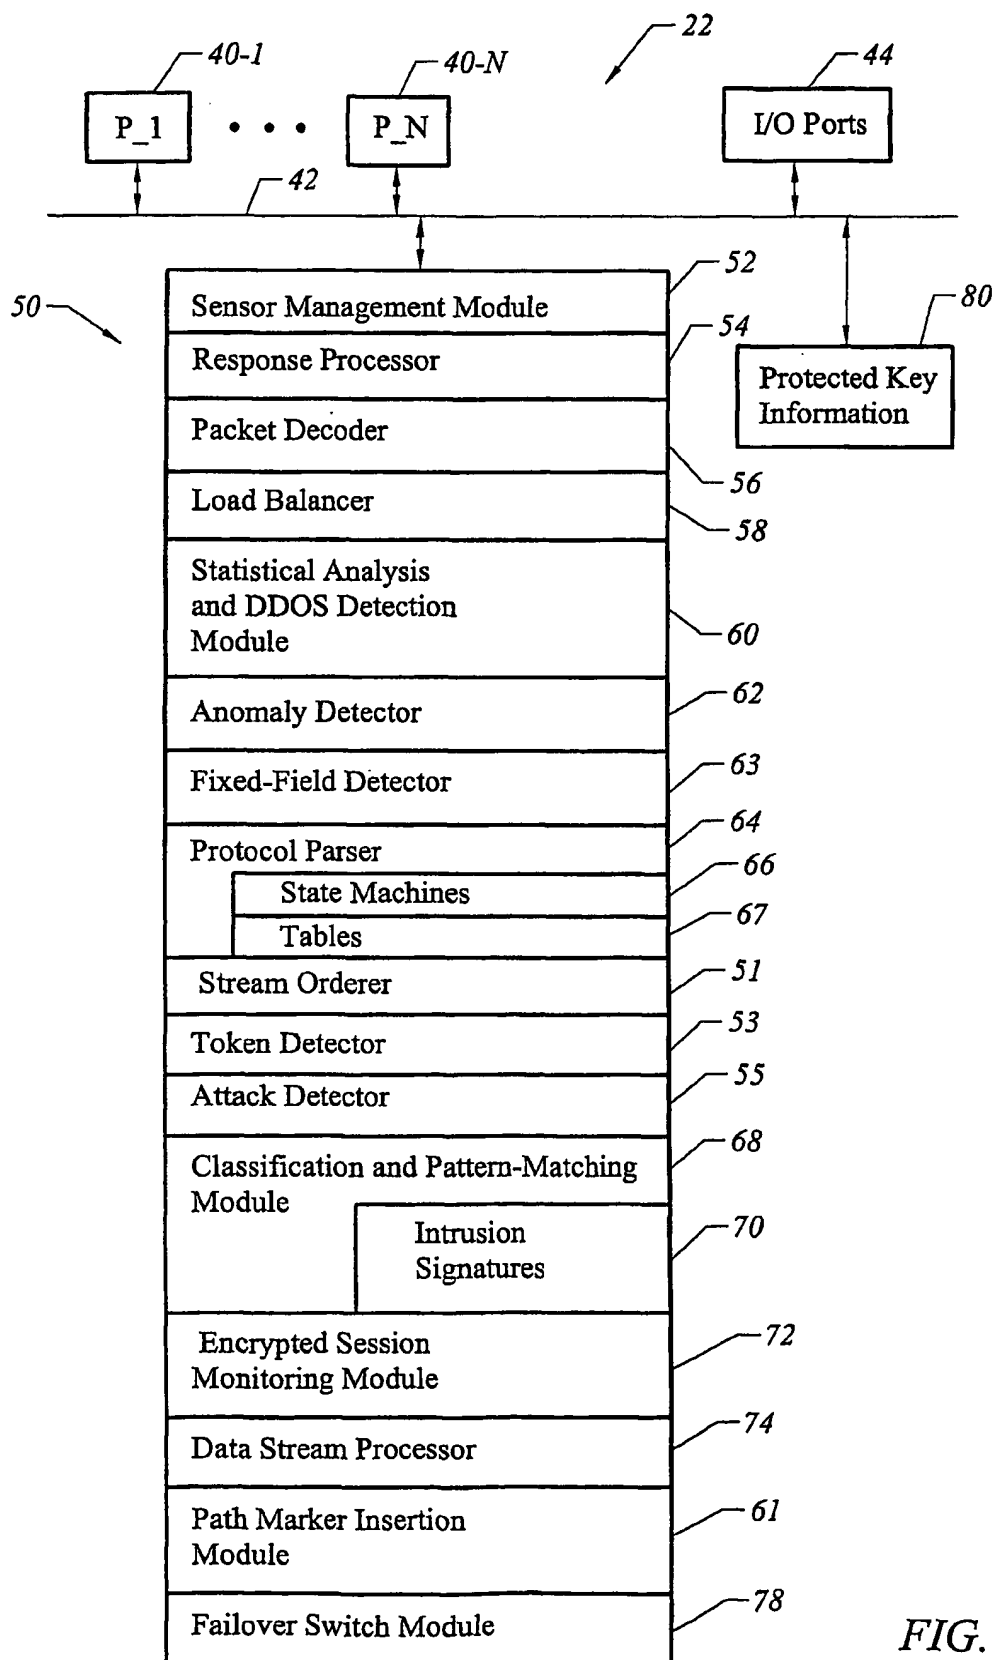 22
40-1
40-N
44
P_1
• • •
P_N
I/O Ports
42
50
52
Sensor Management Module
80
54
Response Processor
Protected Key
Information
Packet Decoder
56
Load Balancer
58
Statistical Analysis
and DDOS Detection
Module
60
Anomaly Detector
62
Fixed-Field Detector
63
Protocol Parser
64
State Machines
66
Tables
67
Stream Orderer
51
Token Detector
53
Attack Detector
55
Classification and Pattern-Matching
Module
68
Intrusion
Signatures
70
Encrypted Session
Monitoring Module
72
Data Stream Processor
74
Path Marker Insertion
Module
61
Failover Switch Module
78
FIG.